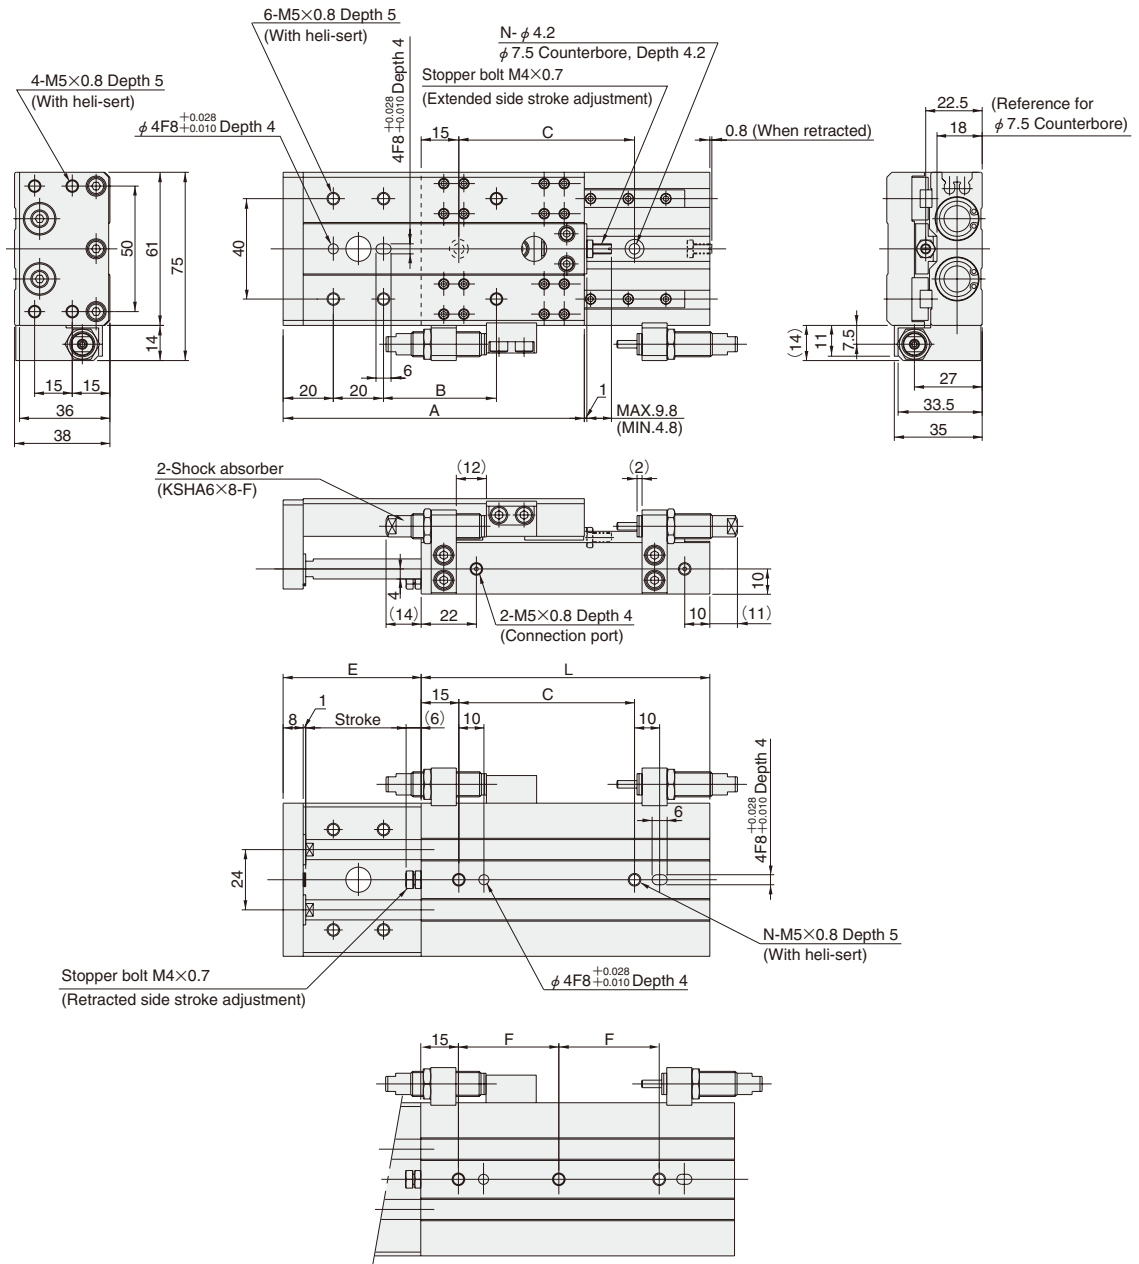 6-M5×0.8 Depth 5
(With heli-sert)
N-φ4.2
φ7.5 Counterbore, Depth 4.2
Stopper bolt M4×0.7
(Extended side stroke adjustment)
4-M5×0.8 Depth 5
(With heli-sert)
φ4F8 +0.028 +0.010 Depth 4
4F8 +0.028 +0.010 Depth 4
15
C
0.8 (When retracted)
22.5
18
(Reference for
φ7.5 Counterbore)
50
61
75
14
15
15
36
38
40
6
20
20
B
A
1
MAX.9.8
(MIN.4.8)
(14)
11
7.5
27
33.5
35
2-Shock absorber
(KSHA6×8-F)
(12)
(2)
4
(14)
22
2-M5×0.8 Depth 4
(Connection port)
10
10
(11)
E
L
1
15
C
8
Stroke
(6)
10
10
4F8 +0.028 +0.010 Depth 4
6
24
N-M5×0.8 Depth 5
(With heli-sert)
Stopper bolt M4×0.7
(Retracted side stroke adjustment)
φ4F8 +0.028 +0.010 Depth 4
15
F
F